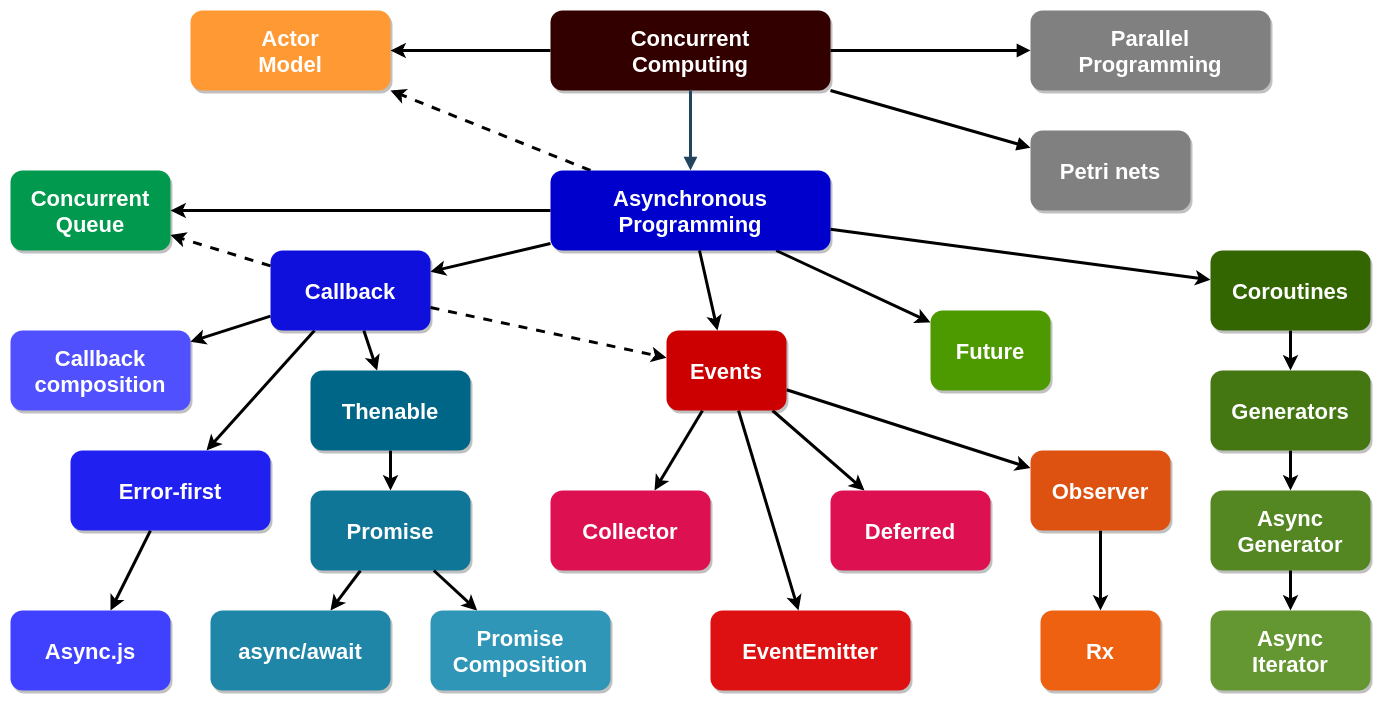 Actor
Model
Concurrent
Computing
Parallel
Programming
Petri nets
Concurrent
Queue
Asynchronous
Programming
Callback
Coroutines
Callback
composition
Thenable
Events
Future
Generators
Error-first
Promise
Collector
Deferred
Observer
Async
Generator
Async.js
async/await
Promise
Composition
EventEmitter
Rx
Async
Iterator